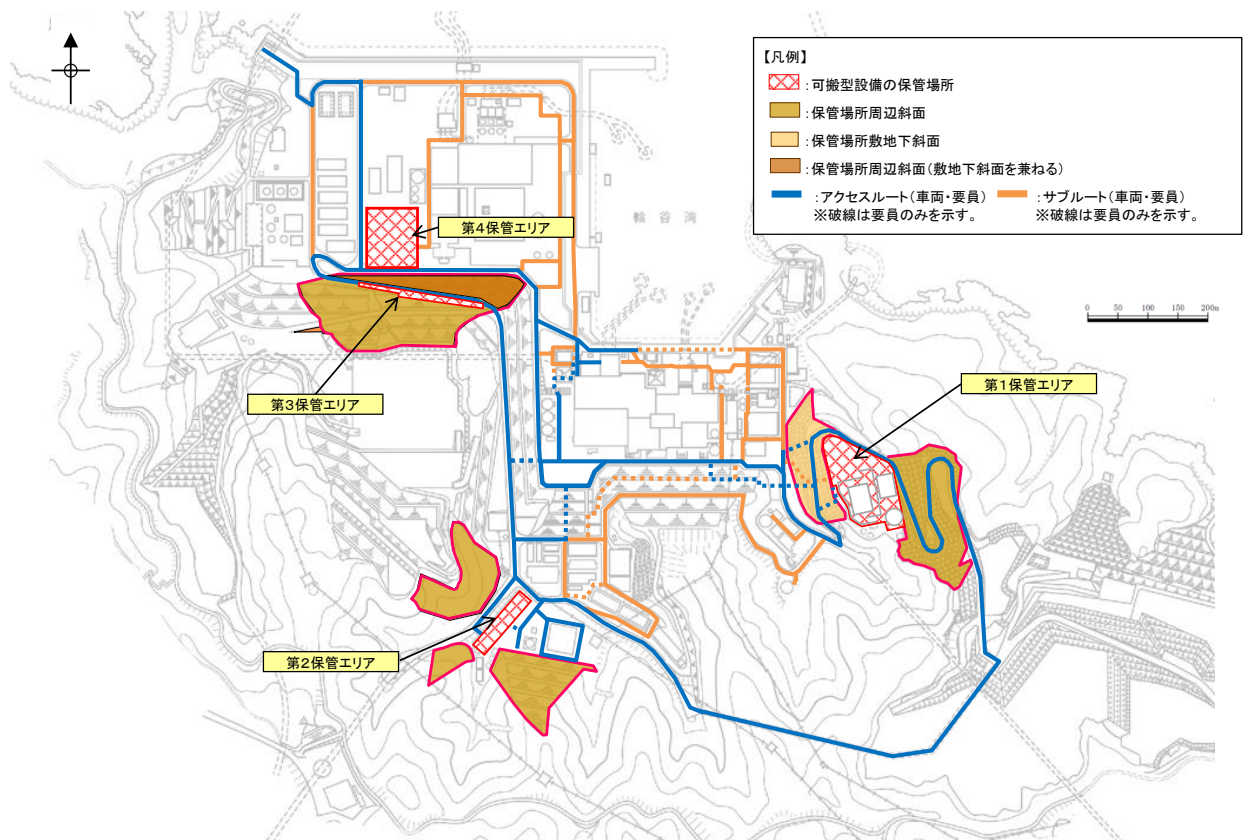 【凡例】
：可搬型設備の保管場所
：保管場所周辺斜面
：保管場所敷地下斜面
：保管場所周辺斜面（敷地下斜面を兼ねる）
：アクセスルート（車両・要員）
※破線は要員のみを示す。
：サブルート（車両・要員）
※破線は要員のみを示す。
第4保管エリア
輪谷湾
0 50 100 150 200m
第1保管エリア
第3保管エリア
第2保管エリア